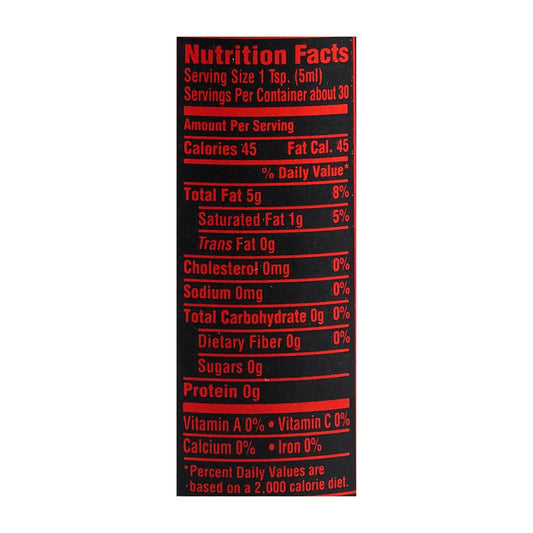 Nutrition Facts
Serving Size 1 Tsp. (5ml)
Servings Per Container about 30
Amount Per Serving
Calories 45 Fat Cal. 45
% Daily Value*
Total Fat 5g 8%
Saturated Fat 1g 5%
Trans Fat 0g
Cholesterol 0mg 0%
Sodium 0mg 0%
Total Carbohydrate 0g 0%
Dietary Fiber 0g 0%
Sugars 0g
Protein 0g
Vitamin A 0% • Vitamin C 0%
Calcium 0% • Iron 0%
*Percent Daily Values are
based on a 2,000 calorie diet.